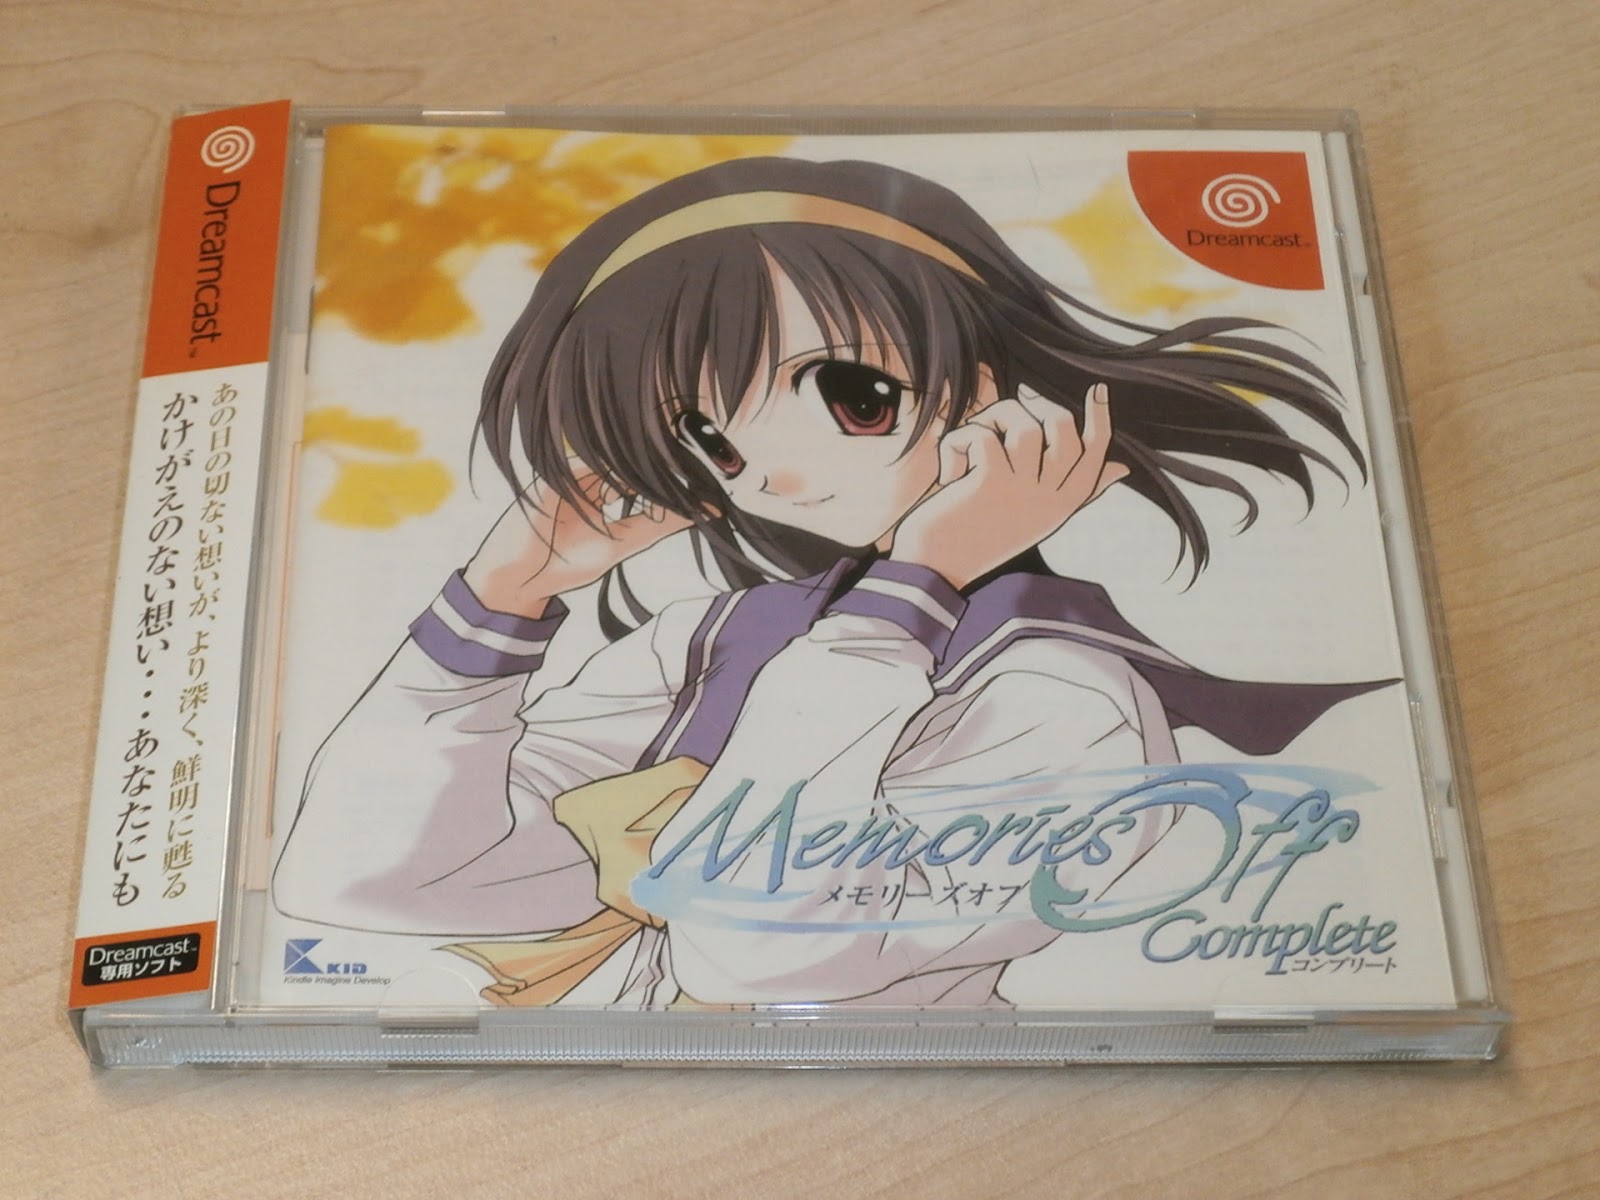 Dreamcast™
あの日の切ない想いが、より深く、鮮明に甦る
かけがえのない想い・・・あなたにも
Dreamcast™
専用ソフト
Dreamcast™
Memories Off
メモリーズオフ
Complete
コンプリート
KID
Kindle Imagine Develop